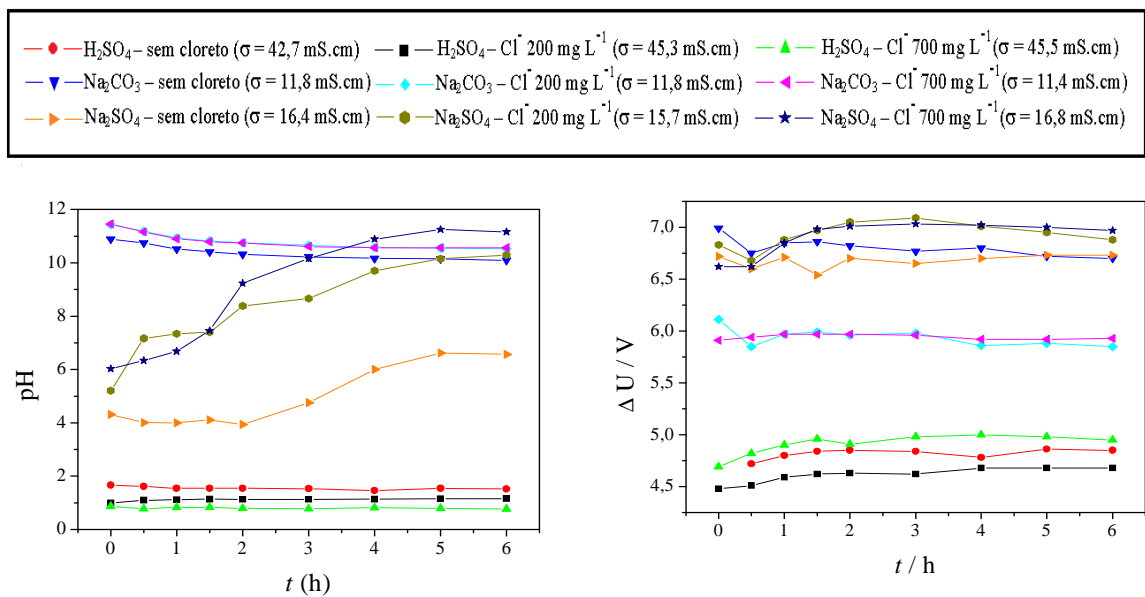 H₂SO₄ – sem cloreto (σ = 42,7 mS.cm) H₂SO₄ – Cl⁻ 200 mg L⁻¹ (σ = 45,3 mS.cm) H₂SO₄ – Cl⁻ 700 mg L⁻¹ (σ = 45,5 mS.cm)
Na₂CO₃ – sem cloreto (σ = 11,8 mS.cm) Na₂CO₃ – Cl⁻ 200 mg L⁻¹ (σ = 11,8 mS.cm) Na₂CO₃ – Cl⁻ 700 mg L⁻¹ (σ = 11,4 mS.cm)
Na₂SO₄ – sem cloreto (σ = 16,4 mS.cm) Na₂SO₄ – Cl⁻ 200 mg L⁻¹ (σ = 15,7 mS.cm) Na₂SO₄ – Cl⁻ 700 mg L⁻¹ (σ = 16,8 mS.cm)
12
10
8
6
4
2
0
pH
0 1 2 3 4 5 6
t (h)
7,0
6,5
6,0
5,5
5,0
4,5
Δ U / V
0 1 2 3 4 5 6
t / h